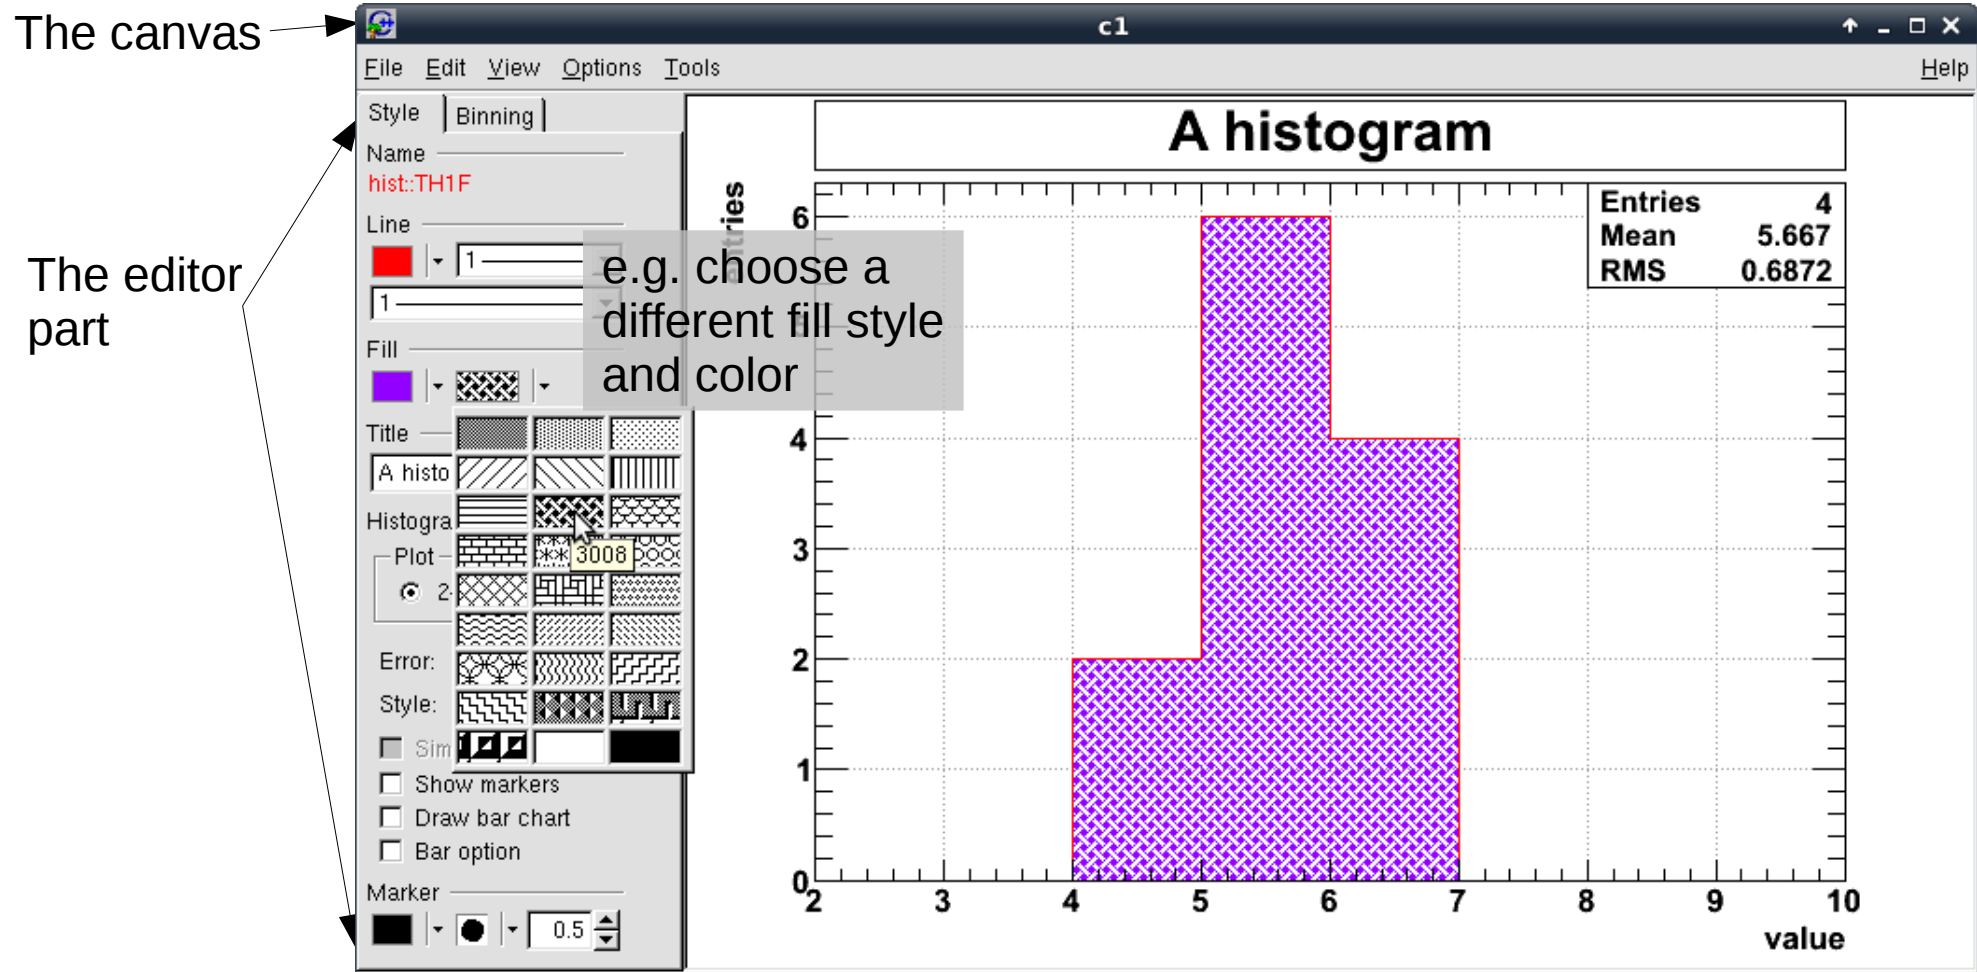 The canvas
c1
File Edit View Options Tools Help
Style Binning
Name
hist::TH1F
Line
1
1
Fill
Title
A histo
Histogra
Plot
2-
Error:
Style:
Sim
Show markers
Draw bar chart
Bar option
Marker
0.5
3008
The editor
part
e.g. choose a
different fill style
and color
A histogram
entries
Entries 4
Mean 5.667
RMS 0.6872
6
4
3
2
1
0
2 3 4 5 6 7 8 9 10
value